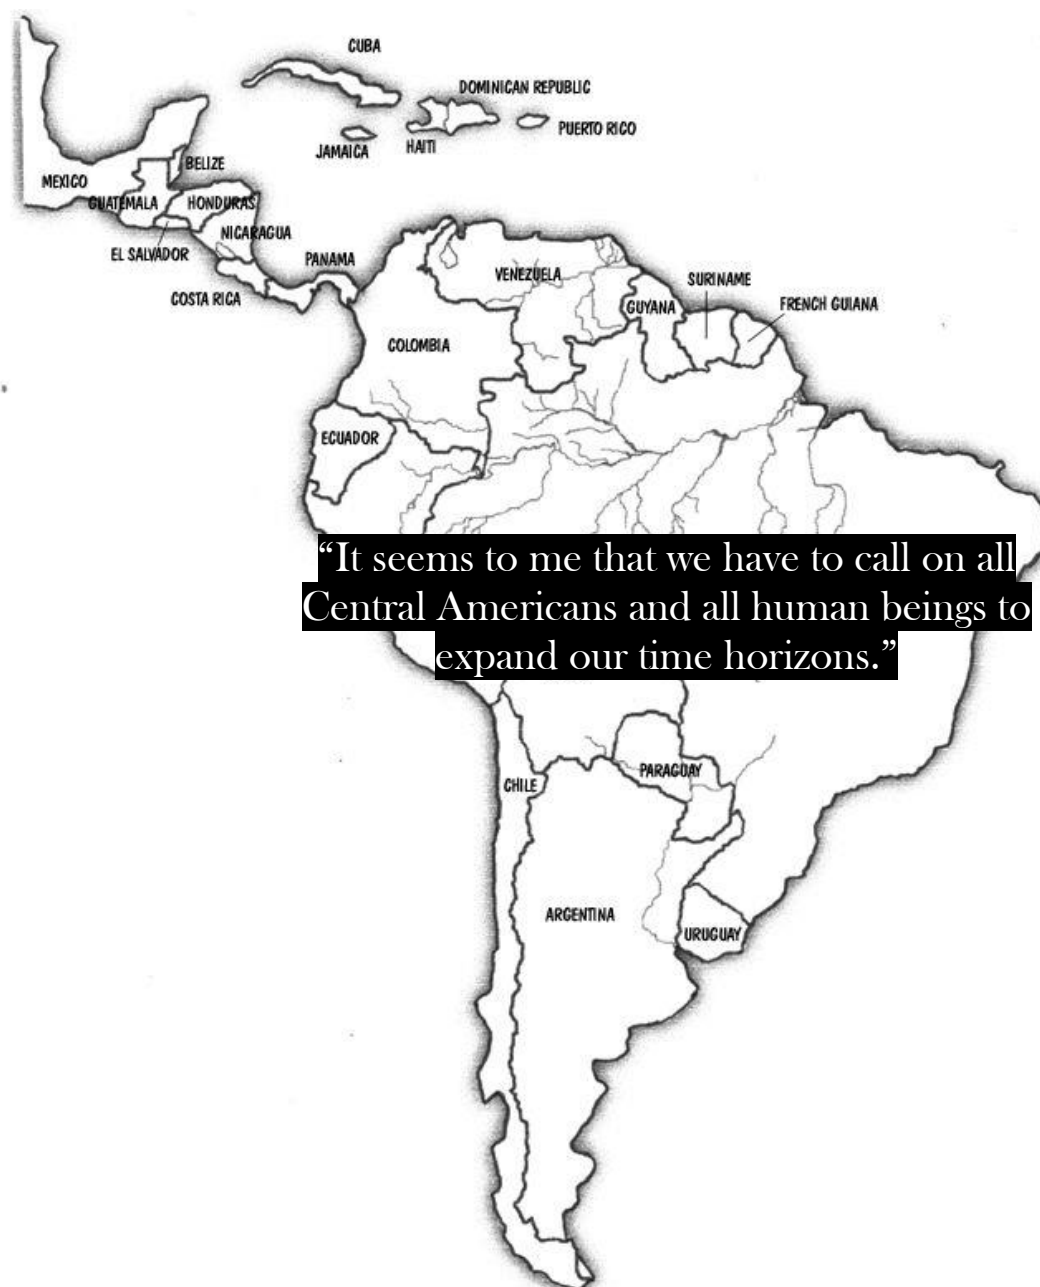 CUBA
DOMINICAN REPUBLIC
PUERTO RICO
JAMAICA
HAITI
BELIZE
MEXICO
GUATEMALA
HONDURAS
NICARAGUA
EL SALVADOR
PANAMA
COSTA RICA
VENEZUELA
SURINAME
GUYANA
FRENCH GUIANA
COLOMBIA
ECUADOR
“It seems to me that we have to call on all
Central Americans and all human beings to
expand our time horizons.”
PARAGUAY
CHILE
ARGENTINA
URUGUAY